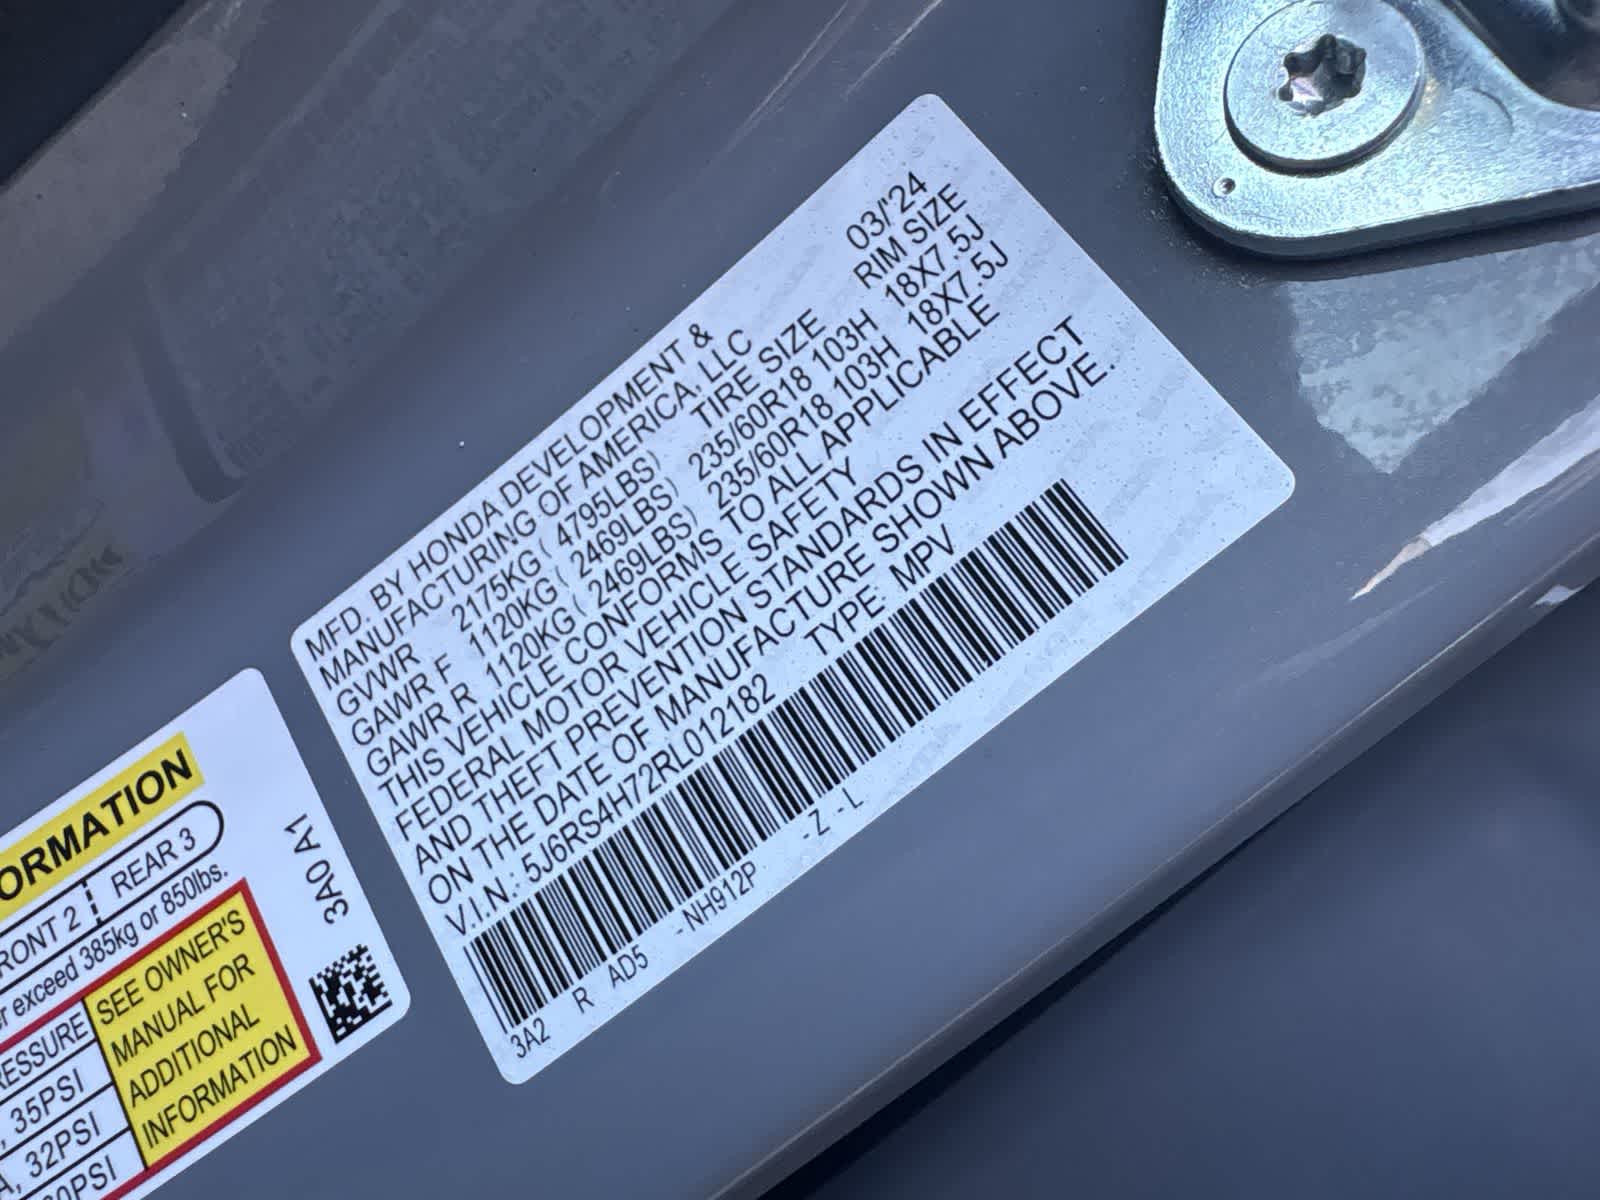 MFD. BY HONDA DEVELOPMENT &
MANUFACTURING OF AMERICA, LLC 03/'24
GVWR 2175KG( 4795LBS) TIRE SIZE RIM SIZE
GAWR F 1120KG( 2469LBS) 235/60R18 103H 18X7.5J
GAWR R 1120KG( 2469LBS) 235/60R18 103H 18X7.5J
THIS VEHICLE CONFORMS TO ALL APPLICABLE
FEDERAL MOTOR VEHICLE SAFETY
AND THEFT PREVENTION STANDARDS IN EFFECT
ON THE DATE OF MANUFACTURE SHOWN ABOVE.
V.I.N.: 5J6RS4H72RL012182 TYPE: MPV
3A2 R AD5 -NH912P -Z -L
ORMATION
RONT 2 REAR 3
er exceed 385kg or 850lbs.
RESSURE
, 35PSI
A, 32PSI
60PSI
SEE OWNER'S
MANUAL FOR
ADDITIONAL
INFORMATION
3A0 A1